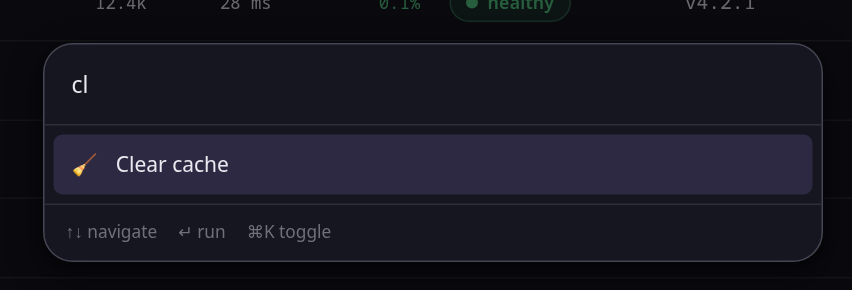 12.4k 28 ms 0.1% healthy v4.2.1
cl
🧹 Clear cache
↑↓ navigate ↵ run ⌘K toggle